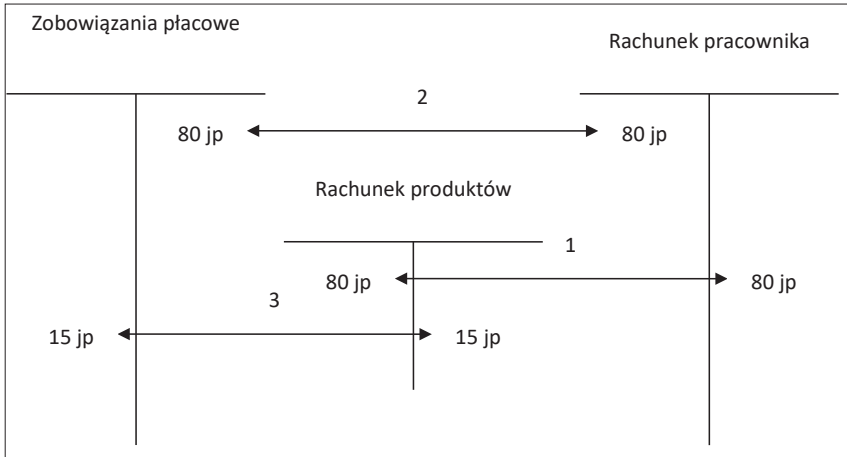 Zobowiązania płacowe
Rachunek pracownika
2
80 jp 80 jp
Rachunek produktów
1
80 jp 80 jp
3
15 jp 15 jp